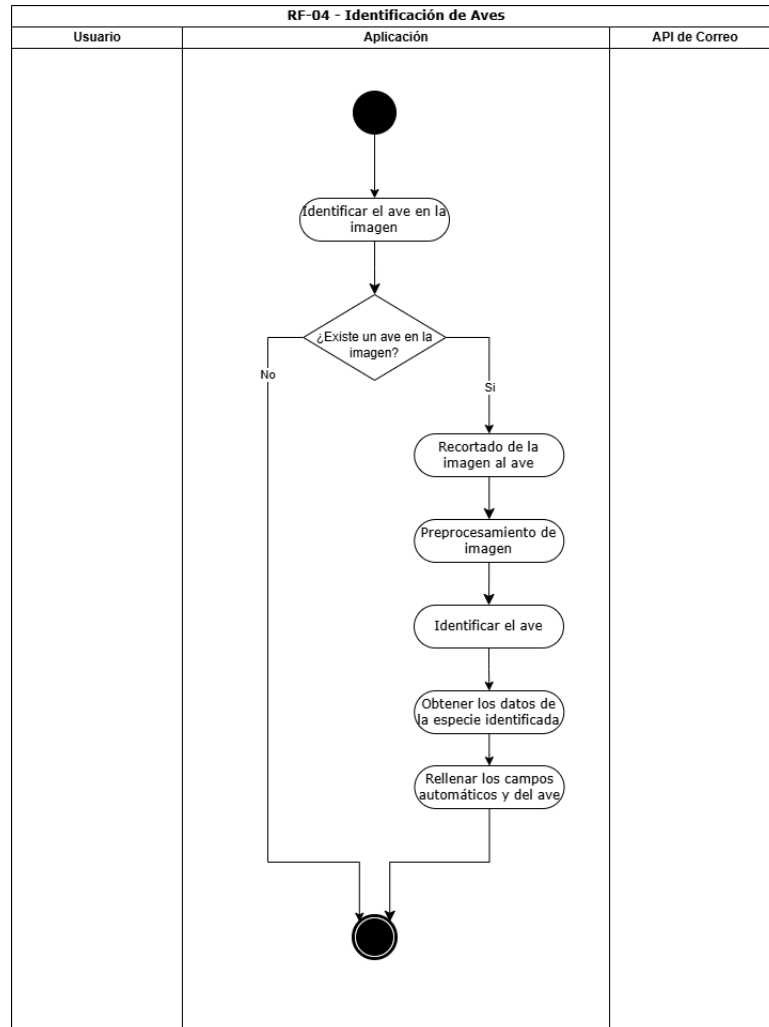 RF-04 - Identificación de Aves
Usuario
Aplicación
API de Correo
Identificar el ave en la
imagen
¿Existe un ave en la
imagen?
No
Si
Recortado de la
imagen al ave
Preprocesamiento de
imagen
Identificar el ave
Obtener los datos de
la especie identificada
Rellenar los campos
automáticos y del ave